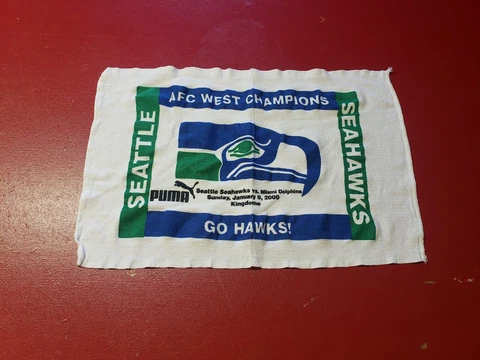 AFC WEST CHAMPIONS
SEATTLE
SEAHAWKS
PUMA
Seattle Seahawks vs. Miami Dolphins
Sunday, January 9, 2000
Kingdome
GO HAWKS!